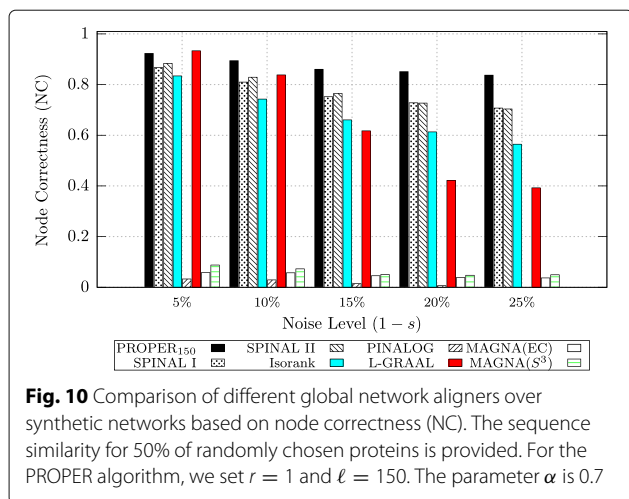 1
0.8
0.6
0.4
0.2
0
Node Correctness (NC)
5% 10% 15% 20% 25%
Noise Level (1 − s)
PROPER₁₅₀ SPINAL II PINALOG MAGNA(EC)
SPINAL I Isorank L-GRAAL MAGNA(S³)
Fig. 10 Comparison of different global network aligners over
synthetic networks based on node correctness (NC). The sequence
similarity for 50% of randomly chosen proteins is provided. For the
PROPER algorithm, we set r = 1 and ℓ = 150. The parameter α is 0.7